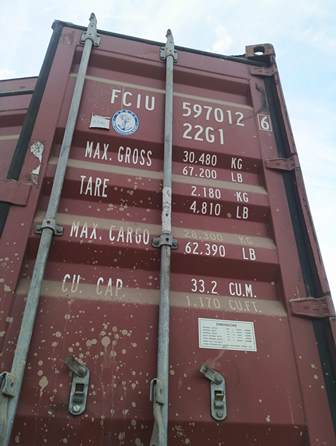 FCIU 597012 6
22G1
MAX. GROSS 30.480 KG
67.200 LB
TARE 2.180 KG
4.810 LB
MAX. CARGO 28.300 KG
62.390 LB
CU. CAP. 33.2 CU.M.
1.170 CU.FT.